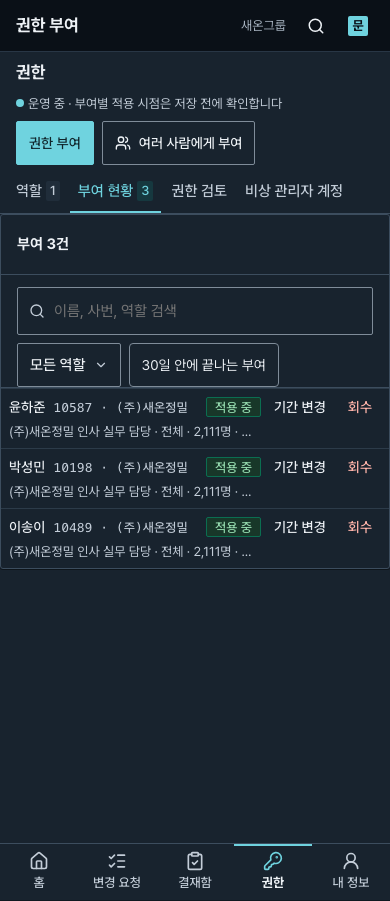 권한 부여 새온그룹 문
권한
운영 중 · 부여별 적용 시점은 저장 전에 확인합니다
권한 부여 여러 사람에게 부여
역할 1 부여 현황 3 권한 검토 비상 관리자 계정
부여 3건
이름, 사번, 역할 검색
모든 역할 30일 안에 끝나는 부여
윤하준 10587 · (주)새온정밀 적용 중 기간 변경 회수
(주)새온정밀 인사 실무 담당 · 전체 · 2,111명 · ...
박성민 10198 · (주)새온정밀 적용 중 기간 변경 회수
(주)새온정밀 인사 실무 담당 · 전체 · 2,111명 · ...
이송이 10489 · (주)새온정밀 적용 중 기간 변경 회수
(주)새온정밀 인사 실무 담당 · 전체 · 2,111명 · ...
홈 변경 요청 결재함 권한 내 정보